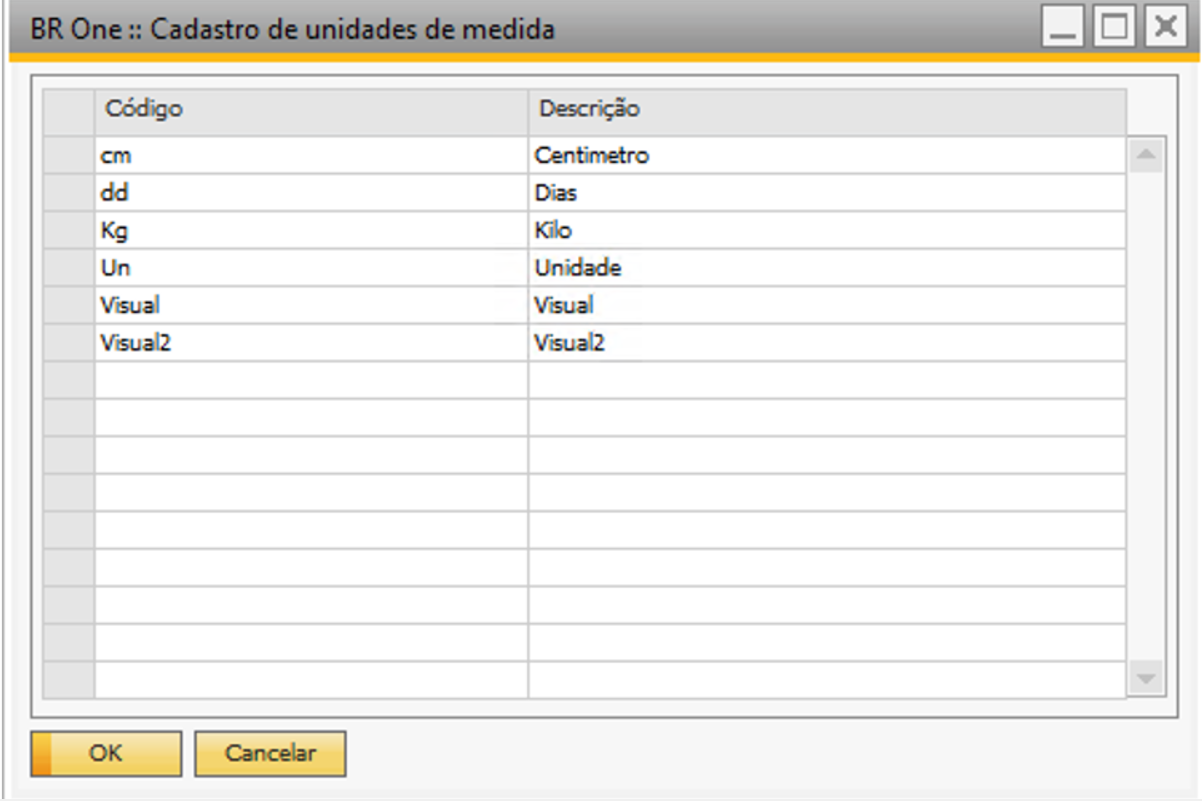 BR One :: Cadastro de unidades de medida
Código Descrição
cm Centimetro
dd Dias
Kg Kilo
Un Unidade
Visual Visual
Visual2 Visual2
OK Cancelar